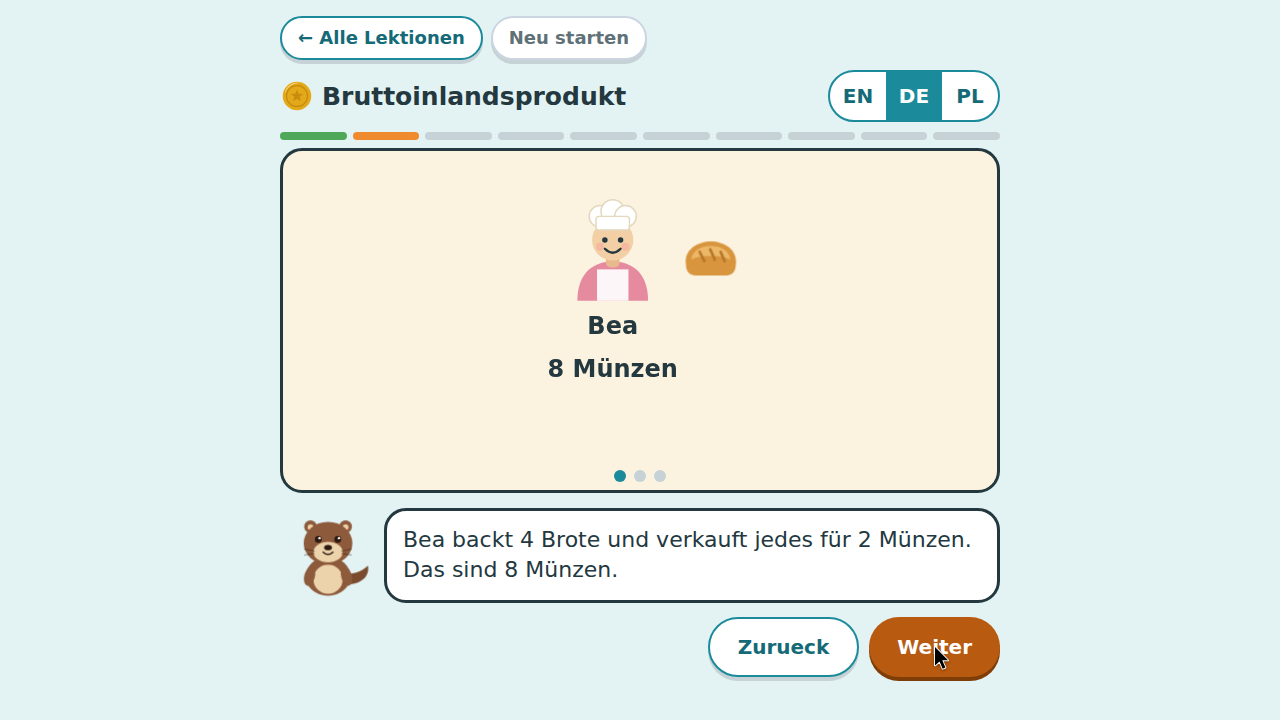 ← Alle Lektionen
Neu starten
Bruttoinlandsprodukt
EN
DE
PL
Bea
8 Münzen
Bea backt 4 Brote und verkauft jedes für 2 Münzen.
Das sind 8 Münzen.
Zurueck
Weiter